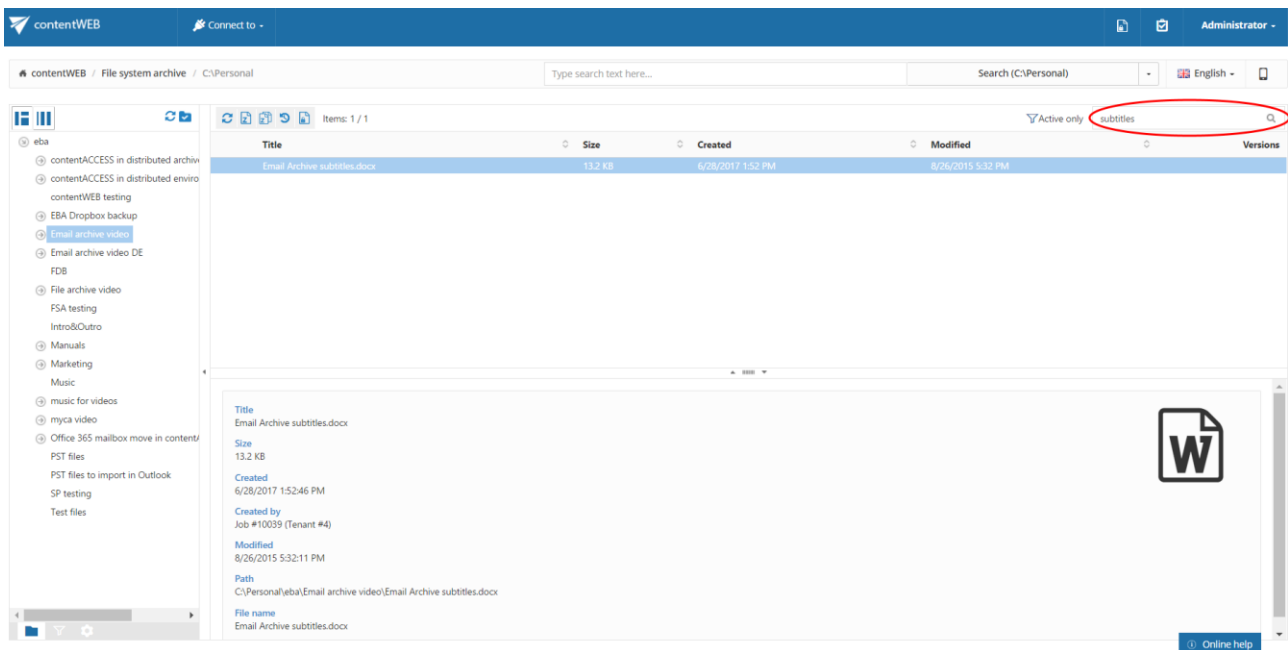 contentWEB Connect to Administrator
contentWEB / File system archive / C:\Personal Type search text here... Search (C:\Personal) English
Items: 1 / 1 Active only subtitles
Title Size Created Modified Versions
Email Archive subtitles.docx 13.2 KB 6/28/2017 1:52 PM 8/26/2015 5:32 PM
eba
contentACCESS in distributed archiv
contentACCESS in distributed enviro
contentWEB testing
EBA Dropbox backup
Email archive video
Email archive video DE
FDB
File archive video
FSA testing
Intro&Outro
Manuals
Marketing
Music
music for videos
myca video
Office 365 mailbox move in content
PST files
PST files to import in Outlook
SP testing
Test files
Title
Email Archive subtitles.docx
Size
13.2 KB
Created
6/28/2017 1:52:46 PM
Created by
Job #10039 (Tenant #4)
Modified
8/26/2015 5:32:11 PM
Path
C:\Personal\eba\Email archive video\Email Archive subtitles.docx
File name
Email Archive subtitles.docx
W
Online help